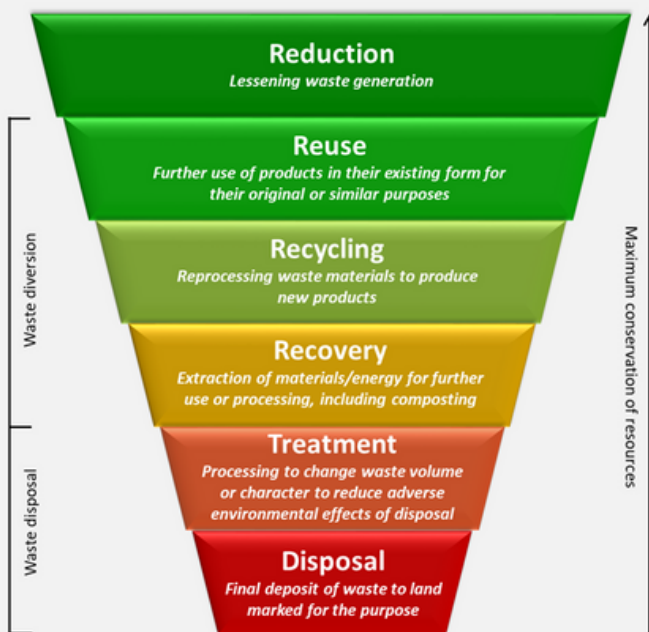 Reduction
Lessening waste generation
Reuse
Further use of products in their existing form for
their original or similar purposes
Recycling
Reprocessing waste materials to produce
new products
Recovery
Extraction of materials/energy for further
use or processing, including composting
Treatment
Processing to change waste volume
or character to reduce adverse
environmental effects of disposal
Disposal
Final deposit of waste to land
marked for the purpose
Waste diversion
Waste disposal
Maximum conservation of resources